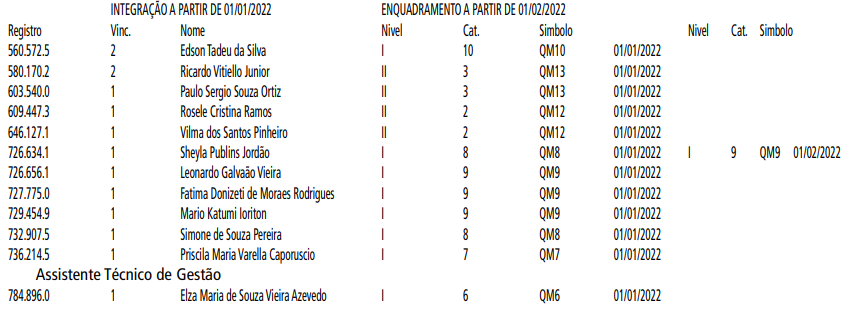 INTEGRAÇÃO A PARTIR DE 01/01/2022 ENQUADRAMENTO A PARTIR DE 01/02/2022
Registro Vinc. Nome Nivel Cat. Simbolo Nivel Cat. Simbolo
560.572.5 2 Edson Tadeu da Silva I 10 QM10 01/01/2022
580.170.2 2 Ricardo Vitiello Junior II 3 QM13 01/01/2022
603.540.0 1 Paulo Sergio Souza Ortiz II 3 QM13 01/01/2022
609.447.3 1 Rosele Cristina Ramos II 2 QM12 01/01/2022
646.127.1 1 Vilma dos Santos Pinheiro II 2 QM12 01/01/2022
726.634.1 1 Sheyla Publins Jordão I 8 QM8 01/01/2022 I 9 QM9 01/02/2022
726.656.1 1 Leonardo Galvaão Vieira I 9 QM9 01/01/2022
727.775.0 1 Fatima Donizeti de Moraes Rodrigues I 9 QM9 01/01/2022
729.454.9 1 Mario Katumi Ioriton I 9 QM9 01/01/2022
732.907.5 1 Simone de Souza Pereira I 8 QM8 01/01/2022
736.214.5 1 Priscila Maria Varella Caporuscio I 7 QM7 01/01/2022
Assistente Técnico de Gestão
784.896.0 1 Elza Maria de Souza Vieira Azevedo I 6 QM6 01/01/2022